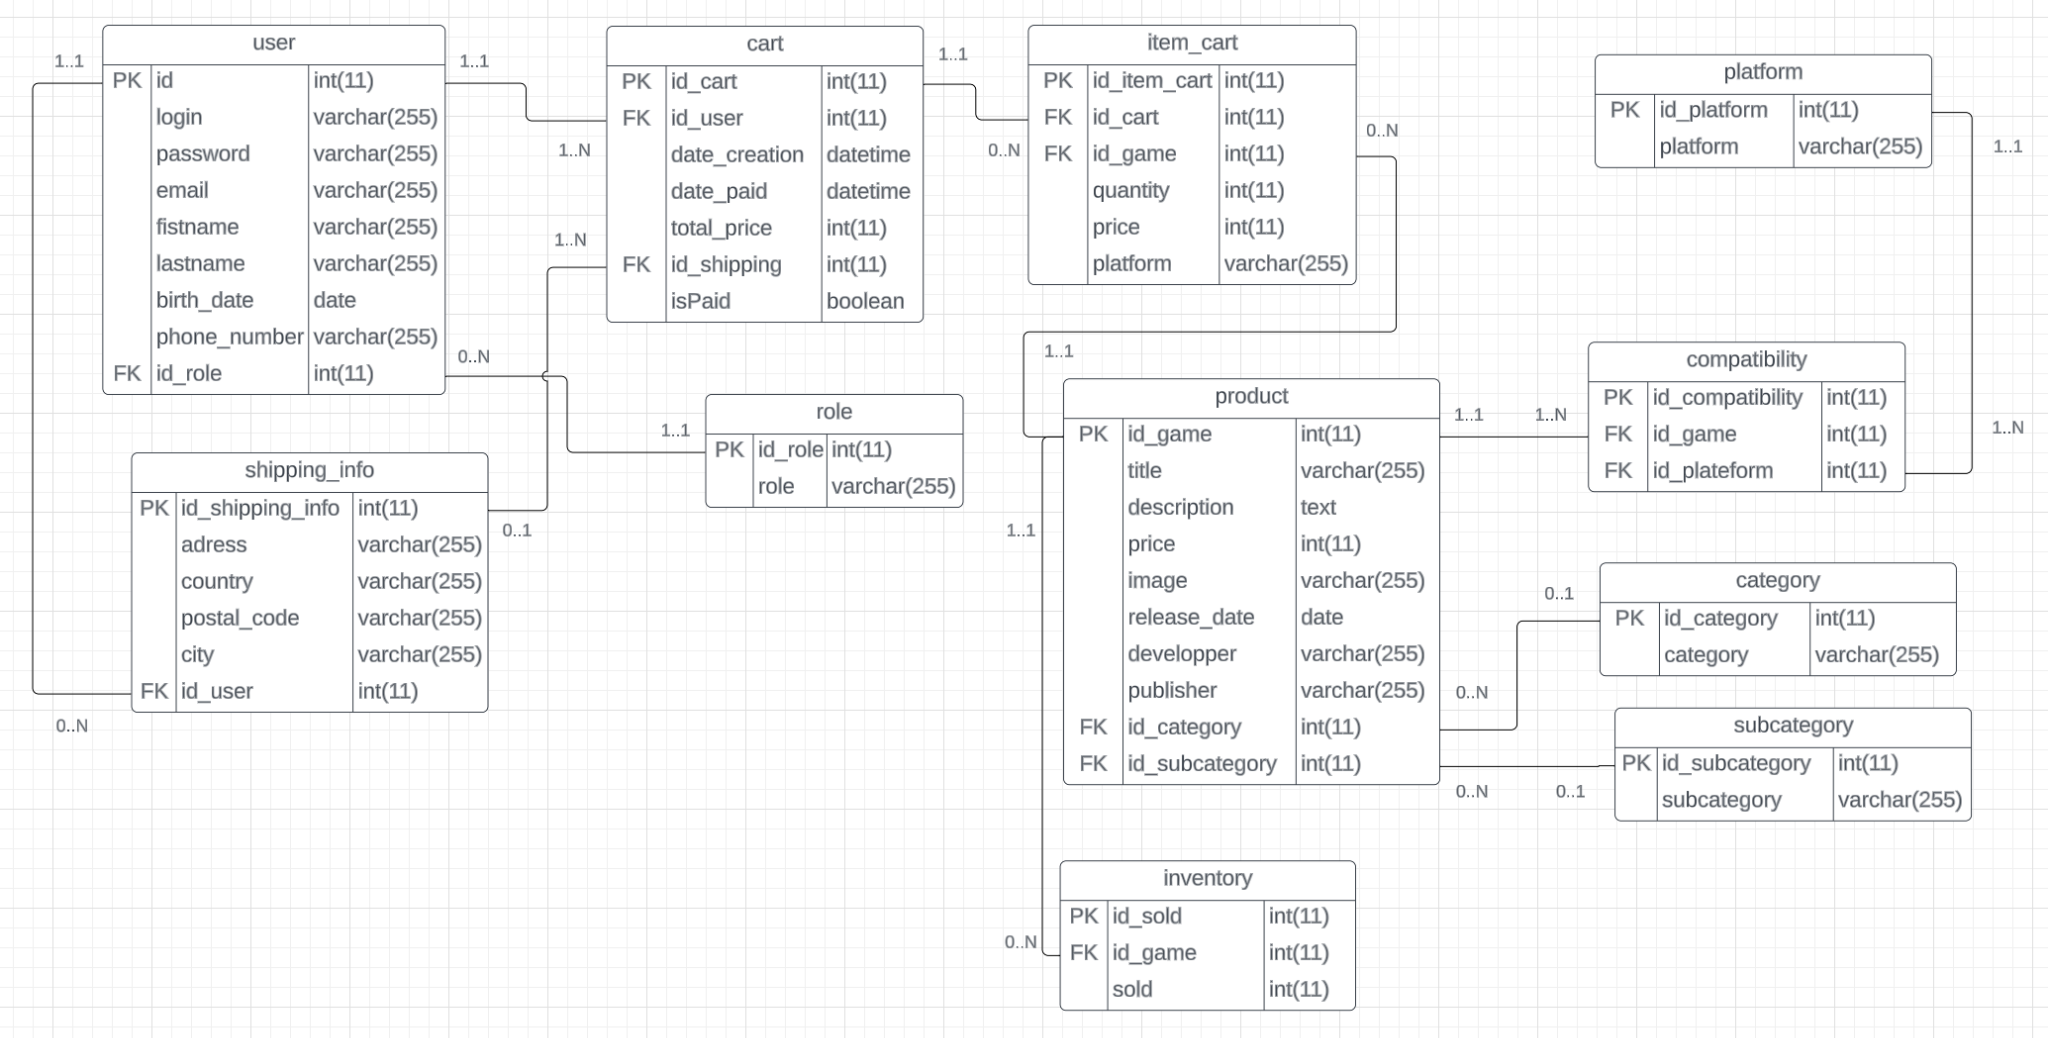 user
PK id int(11)
login varchar(255)
password varchar(255)
email varchar(255)
fistname varchar(255)
lastname varchar(255)
birth_date date
phone_number varchar(255)
FK id_role int(11)
1..1
1..1
0..N
cart
PK id_cart int(11)
FK id_user int(11)
date_creation datetime
date_paid datetime
total_price int(11)
FK id_shipping int(11)
isPaid boolean
1..N
1..N
1..1
item_cart
PK id_item_cart int(11)
FK id_cart int(11)
FK id_game int(11)
quantity int(11)
price int(11)
platform varchar(255)
0..N
0..N
platform
PK id_platform int(11)
platform varchar(255)
1..1
shipping_info
PK id_shipping_info int(11)
adress varchar(255)
country varchar(255)
postal_code varchar(255)
city varchar(255)
FK id_user int(11)
0..1
0..N
role
PK id_role int(11)
role varchar(255)
1..1
product
PK id_game int(11)
title varchar(255)
description text
price int(11)
image varchar(255)
release_date date
developper varchar(255)
publisher varchar(255)
FK id_category int(11)
FK id_subcategory int(11)
1..1
1..1
1..1
0..N
0..N
compatibility
PK id_compatibility int(11)
FK id_game int(11)
FK id_plateform int(11)
1..N
1..N
category
PK id_category int(11)
category varchar(255)
0..1
subcategory
PK id_subcategory int(11)
subcategory varchar(255)
0..1
inventory
PK id_sold int(11)
FK id_game int(11)
sold int(11)
0..N